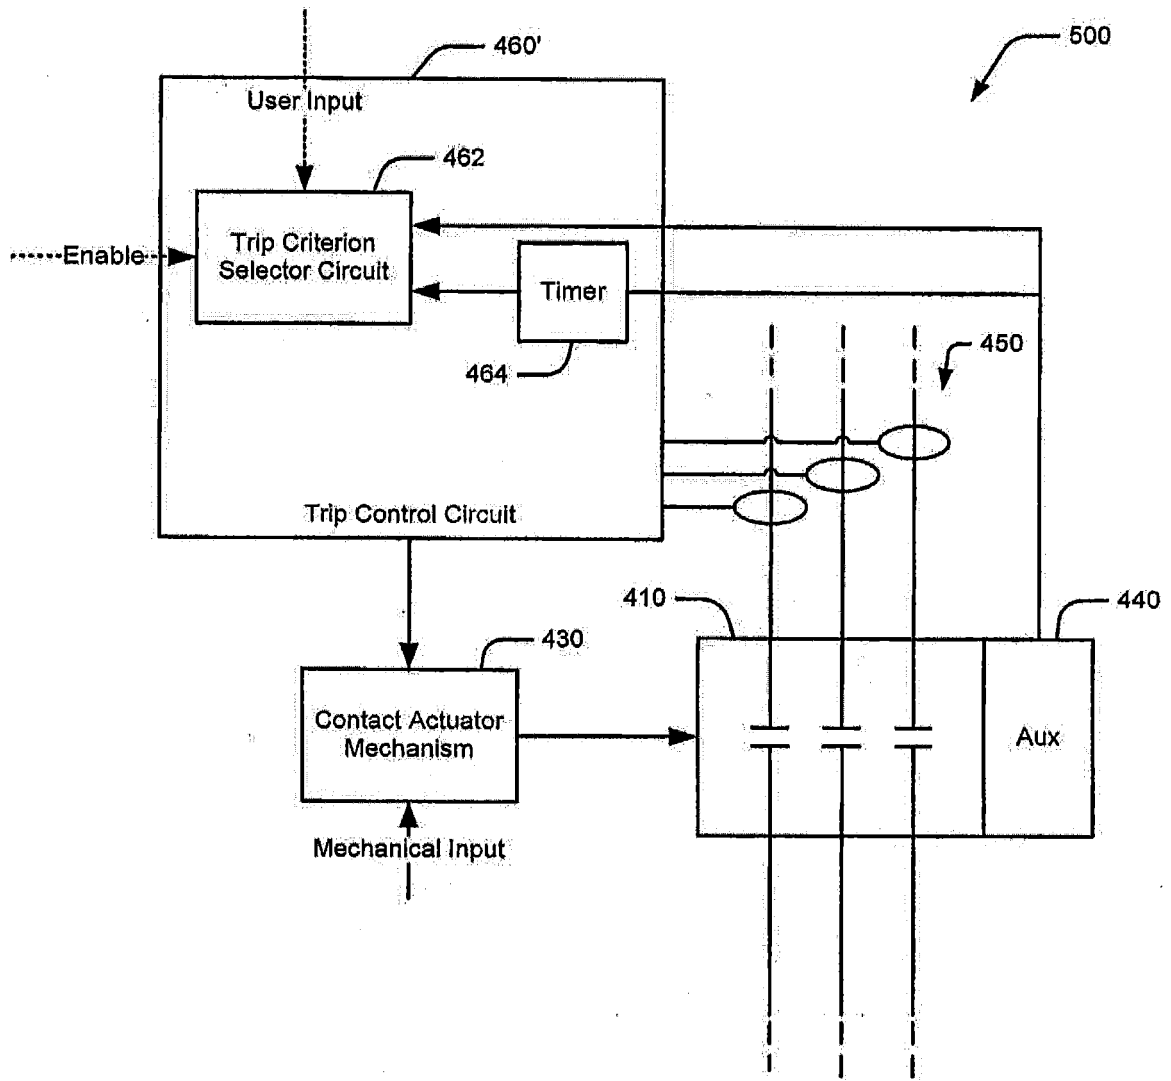 460'
500
User Input
462
Trip Criterion
Selector Circuit
Enable
Timer
464
450
Trip Control Circuit
410
440
430
Contact Actuator
Mechanism
Aux
Mechanical Input